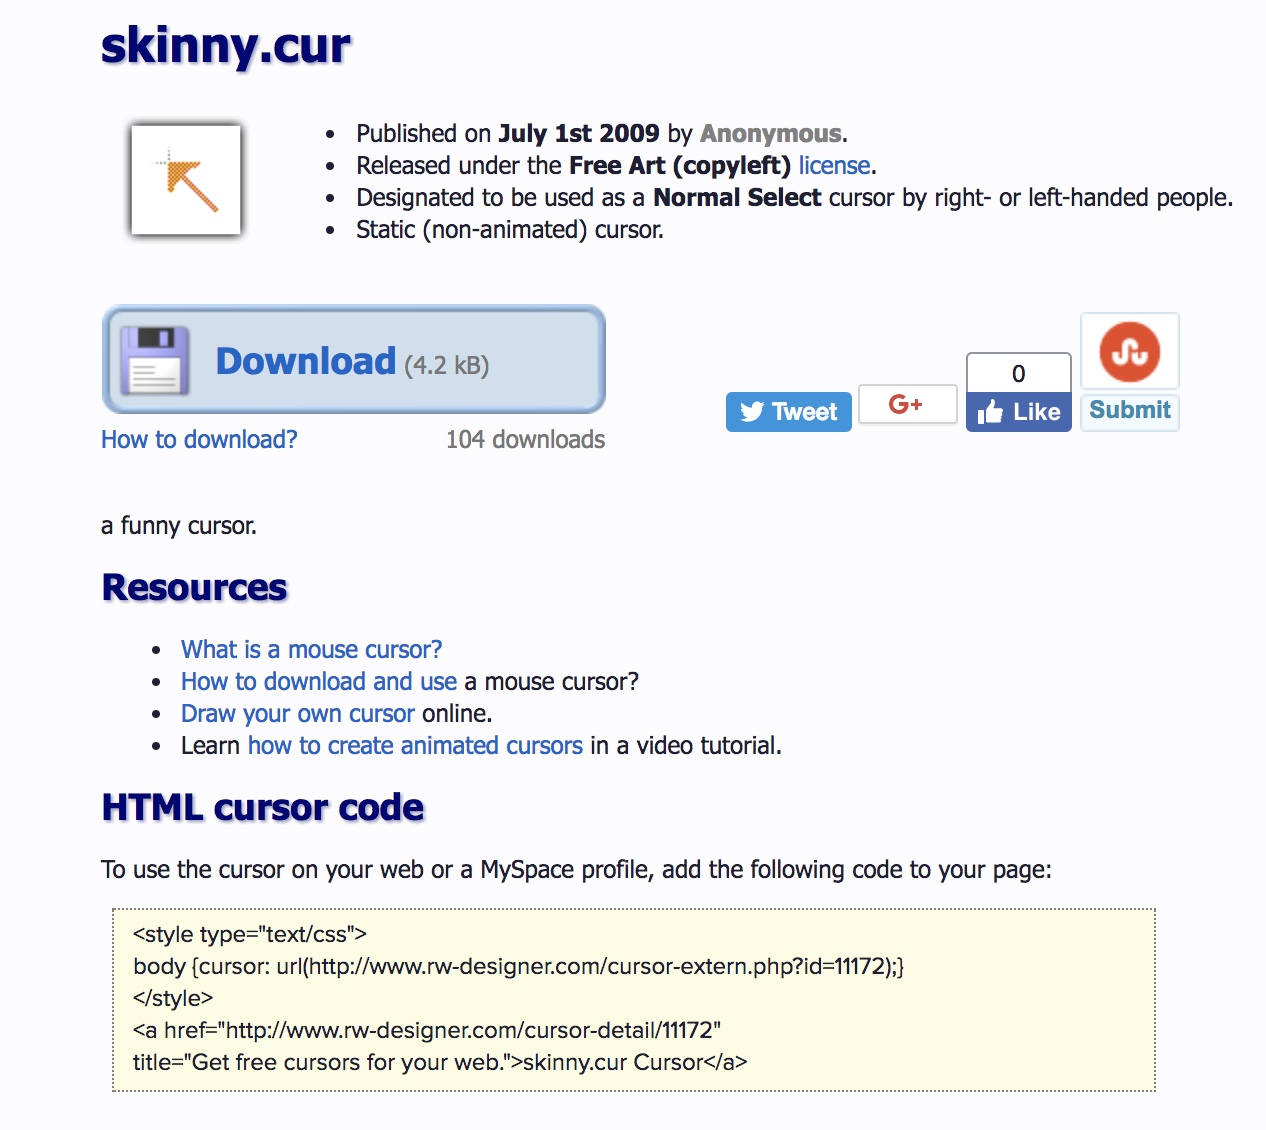 skinny.cur
Published on July 1st 2009 by Anonymous.
Released under the Free Art (copyleft) license.
Designated to be used as a Normal Select cursor by right- or left-handed people.
Static (non-animated) cursor.
Download (4.2 kB)
How to download? 104 downloads
Tweet
G+
0
Like
Submit
a funny cursor.
Resources
What is a mouse cursor?
How to download and use a mouse cursor?
Draw your own cursor online.
Learn how to create animated cursors in a video tutorial.
HTML cursor code
To use the cursor on your web or a MySpace profile, add the following code to your page:
<style type="text/css">
body {cursor: url(http://www.rw-designer.com/cursor-extern.php?id=11172);}
</style>
<a href="http://www.rw-designer.com/cursor-detail/11172"
title="Get free cursors for your web.">skinny.cur Cursor</a>